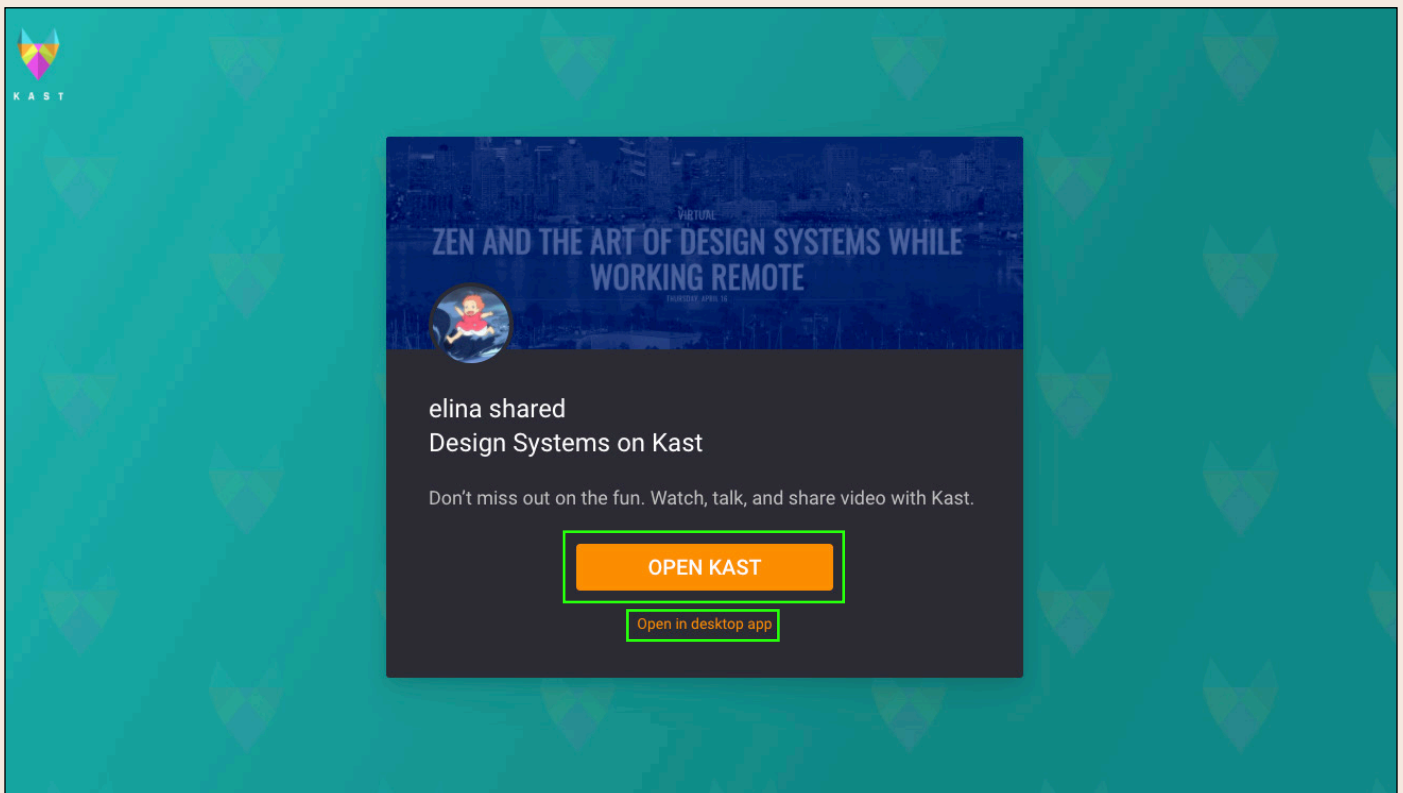 KAST
VIRTUAL
ZEN AND THE ART OF DESIGN SYSTEMS WHILE
WORKING REMOTE
THURSDAY, APRIL 16
elina shared
Design Systems on Kast
Don't miss out on the fun. Watch, talk, and share video with Kast.
OPEN KAST
Open in desktop app